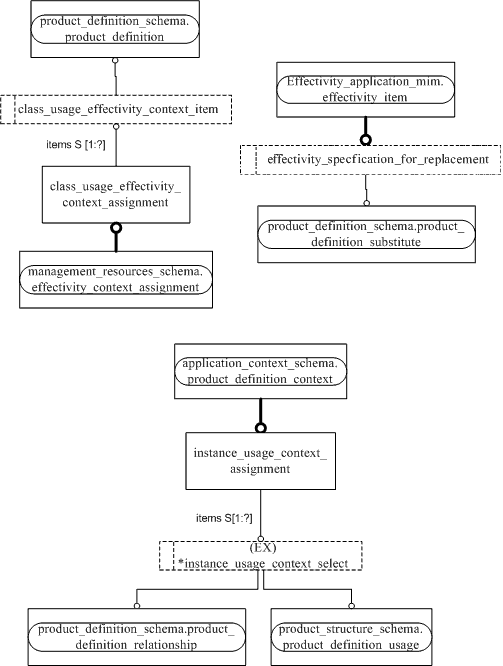 product_definition_schema.
product_definition
class_usage_effectivity_context_item
items S [1:?]
class_usage_effectivity_
context_assignment
management_resources_schema.
effectivity_context_assignment
Effectivity_application_mim.
effectivity_item
effectivity_specfication_for_replacement
product_definition_schema.product_
definition_substitute
application_context_schema.
product_definition_context
instance_usage_context_
assignment
items S[1:?]
(EX)
*instance_usage_context_select
product_definition_schema.product_
definition_relationship
product_structure_schema.
product_definition_usage